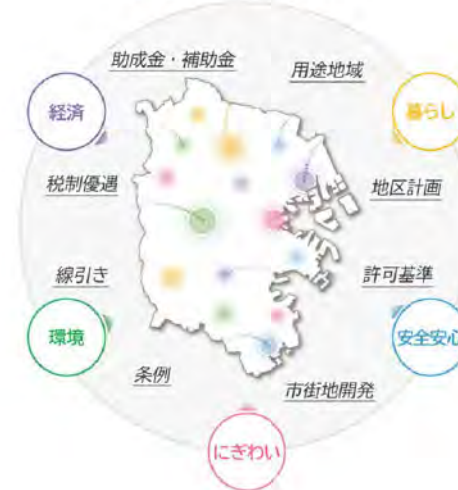 助成金・補助金
用途地域
経済
暮らし
税制優遇
地区計画
線引き
許可基準
環境
安全安心
条例
市街地開発
にぎわい